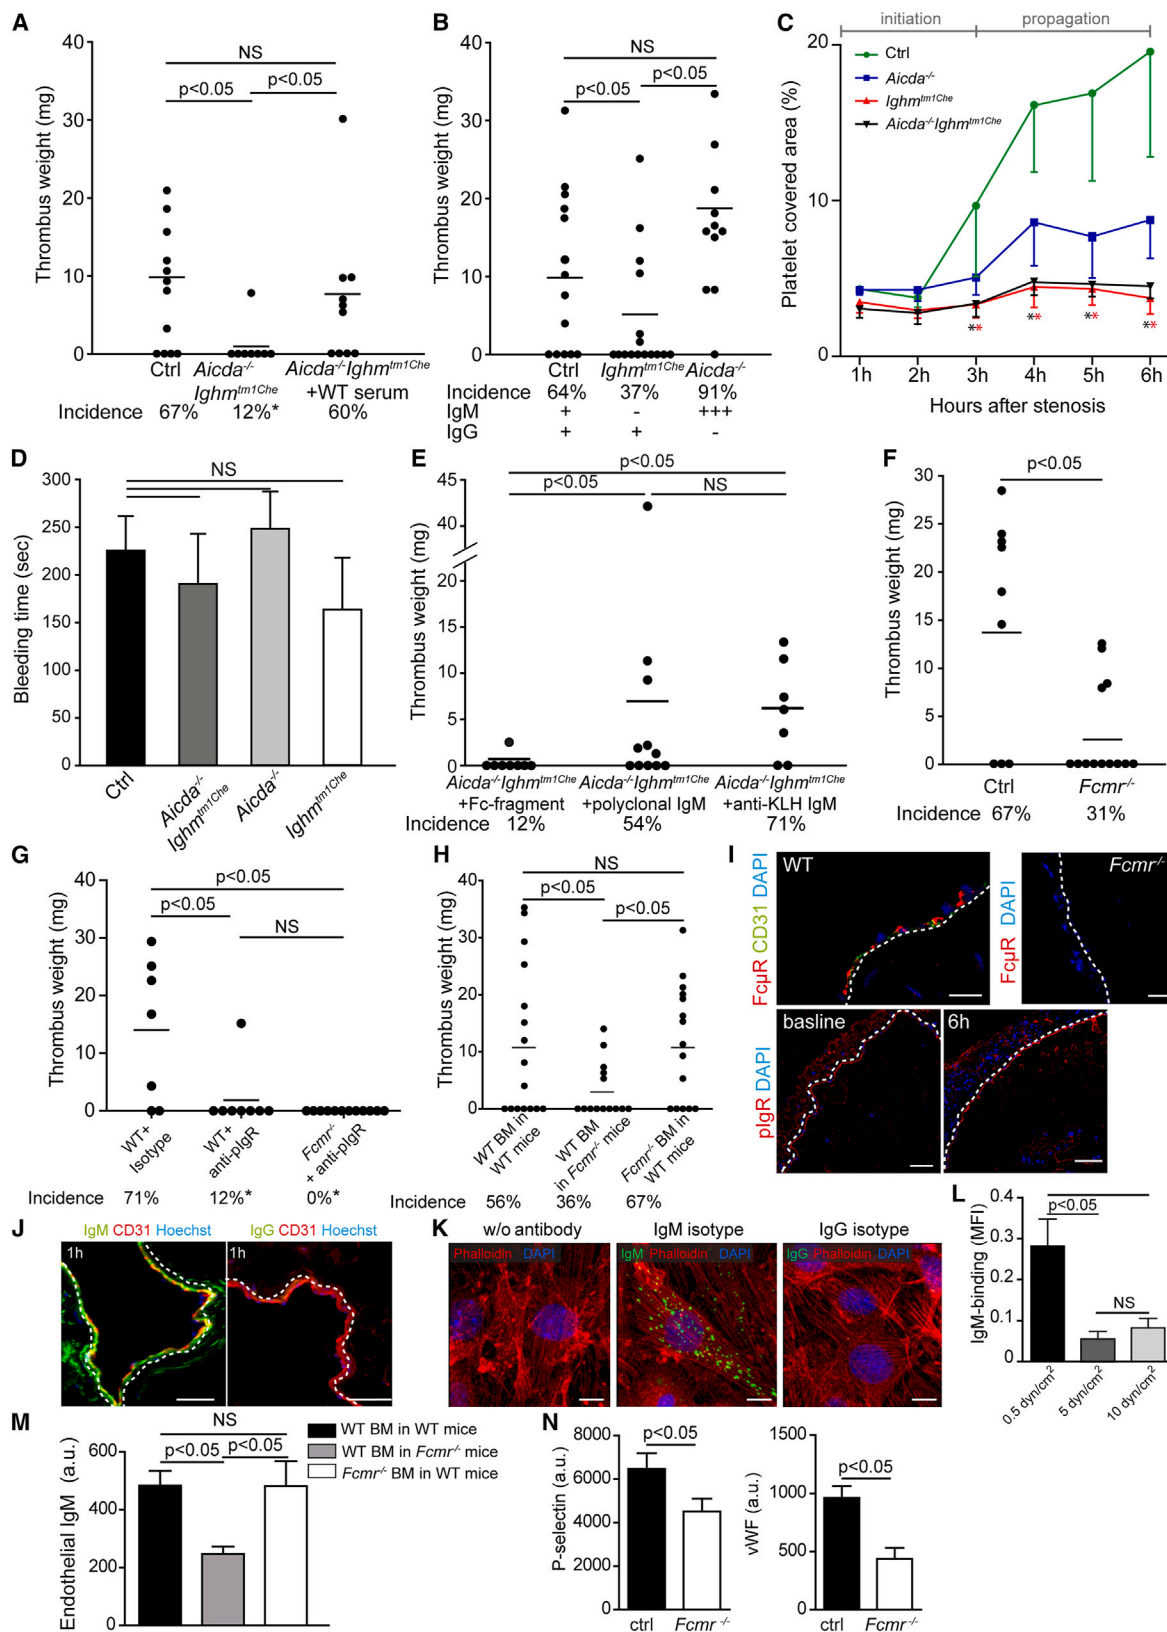 A
Thrombus weight (mg)
40
30
20
10
0
NS
p<0.05
p<0.05
Ctrl
Aicda-/-
Ighmtm1Che
Aicda-/-Ighmtm1Che
+WT serum
Incidence 67% 12%* 60%
B
Thrombus weight (mg)
40
30
20
10
0
NS
p<0.05
p<0.05
Ctrl Ighmtm1Che Aicda-/-
Incidence 64% 37% 91%
IgM + - +++
IgG + + -
C
initiation propagation
Platelet covered area (%)
20
10
0
Ctrl
Aicda-/-
Ighmtm1Che
Aicda-/-Ighmtm1Che
** ** ** **
1h 2h 3h 4h 5h 6h
Hours after stenosis
D
Bleeding time (sec)
300
250
200
150
100
50
0
NS
Ctrl
Aicda-/-
Ighmtm1Che
Aicda-/-
Ighmtm1Che
E
Thrombus weight (mg)
45
40
20
15
10
5
0
p<0.05
p<0.05
NS
Aicda-/-Ighmtm1Che
+Fc-fragment
Aicda-/-Ighmtm1Che
+polyclonal IgM
Aicda-/-Ighmtm1Che
+anti-KLH IgM
Incidence 12% 54% 71%
F
Thrombus weight (mg)
30
25
20
15
10
5
0
p<0.05
Ctrl Fcmr-/-
Incidence 67% 31%
G
Thrombus weight (mg)
40
30
20
10
0
p<0.05
p<0.05
NS
WT+
Isotype
WT+
anti-pIgR
Fcmr-/-
+ anti-pIgR
Incidence 71% 12%* 0%*
H
Thrombus weight (mg)
40
30
20
10
0
NS
p<0.05
p<0.05
WT BM in
WT mice
WT BM
in Fcmr-/- mice
Fcmr-/- BM in
WT mice
Incidence 56% 36% 67%
I
FcμR CD31 DAPI
WT
FcμR DAPI
Fcmr-/-
pIgR DAPI
basline
6h
J
IgM CD31 Hoechst
1h
IgG CD31 Hoechst
1h
K
w/o antibody
IgM isotype
IgG isotype
Phalloidin DAPI
IgM Phalloidin DAPI
IgG Phalloidin DAPI
L
IgM-binding (MFI)
0.4
0.3
0.2
0.1
0
p<0.05
NS
0.5 dyn/cm2
5 dyn/cm2
10 dyn/cm2
M
Endothelial IgM (a.u.)
600
400
200
0
NS
p<0.05 p<0.05
WT BM in WT mice
WT BM in Fcmr-/- mice
Fcmr-/- BM in WT mice
N
P-selectin (a.u.)
8000
6000
4000
2000
0
p<0.05
ctrl Fcmr -/-
vWF (a.u.)
1500
1000
500
0
p<0.05
ctrl Fcmr -/-